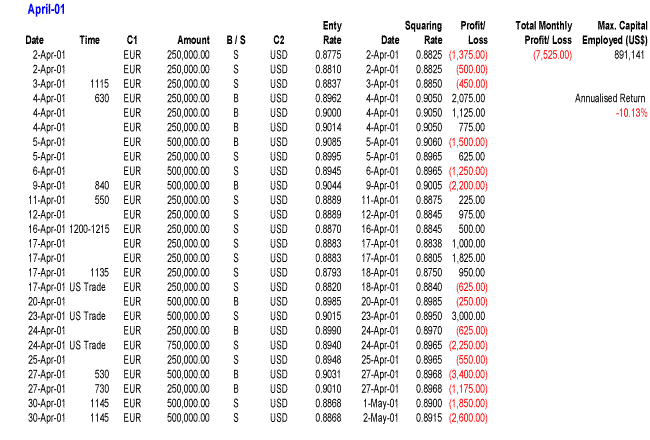 April-01
Enty Squaring Profit/ Total Monthly Max. Capital
Date Time C1 Amount B / S C2 Rate Date Rate Loss Profit/ Loss Employed (US$)
2-Apr-01 EUR 250,000.00 S USD 0.8775 2-Apr-01 0.8825 (1,375.00) (7,525.00) 891,141
2-Apr-01 EUR 250,000.00 S USD 0.8810 2-Apr-01 0.8825 (500.00)
3-Apr-01 1115 EUR 250,000.00 S USD 0.8837 3-Apr-01 0.8850 (450.00)
4-Apr-01 630 EUR 250,000.00 B USD 0.8962 4-Apr-01 0.9050 2,075.00 Annualised Return
4-Apr-01 EUR 250,000.00 B USD 0.9000 4-Apr-01 0.9050 1,125.00 -10.13%
4-Apr-01 EUR 250,000.00 B USD 0.9014 4-Apr-01 0.9050 775.00
5-Apr-01 EUR 500,000.00 B USD 0.9085 5-Apr-01 0.9060 (1,500.00)
5-Apr-01 EUR 250,000.00 S USD 0.8995 5-Apr-01 0.8965 625.00
6-Apr-01 EUR 500,000.00 S USD 0.8945 6-Apr-01 0.8965 (1,250.00)
9-Apr-01 840 EUR 500,000.00 B USD 0.9044 9-Apr-01 0.9005 (2,200.00)
11-Apr-01 550 EUR 250,000.00 S USD 0.8889 11-Apr-01 0.8875 225.00
12-Apr-01 EUR 250,000.00 S USD 0.8889 12-Apr-01 0.8845 975.00
16-Apr-01 1200-1215 EUR 250,000.00 S USD 0.8870 16-Apr-01 0.8845 500.00
17-Apr-01 EUR 250,000.00 S USD 0.8883 17-Apr-01 0.8838 1,000.00
17-Apr-01 EUR 250,000.00 S USD 0.8883 17-Apr-01 0.8805 1,825.00
17-Apr-01 1135 EUR 250,000.00 S USD 0.8793 18-Apr-01 0.8750 950.00
17-Apr-01 US Trade EUR 250,000.00 S USD 0.8820 18-Apr-01 0.8840 (625.00)
20-Apr-01 EUR 500,000.00 B USD 0.8985 20-Apr-01 0.8985 (250.00)
23-Apr-01 US Trade EUR 500,000.00 S USD 0.9015 23-Apr-01 0.8950 3,000.00
24-Apr-01 EUR 250,000.00 B USD 0.8990 24-Apr-01 0.8970 (625.00)
24-Apr-01 US Trade EUR 750,000.00 S USD 0.8940 24-Apr-01 0.8965 (2,250.00)
25-Apr-01 EUR 250,000.00 S USD 0.8948 25-Apr-01 0.8965 (550.00)
27-Apr-01 530 EUR 500,000.00 B USD 0.9031 27-Apr-01 0.8968 (3,400.00)
27-Apr-01 730 EUR 250,000.00 B USD 0.9010 27-Apr-01 0.8968 (1,175.00)
30-Apr-01 1145 EUR 500,000.00 S USD 0.8868 1-May-01 0.8900 (1,850.00)
30-Apr-01 1145 EUR 500,000.00 S USD 0.8868 2-May-01 0.8915 (2,600.00)